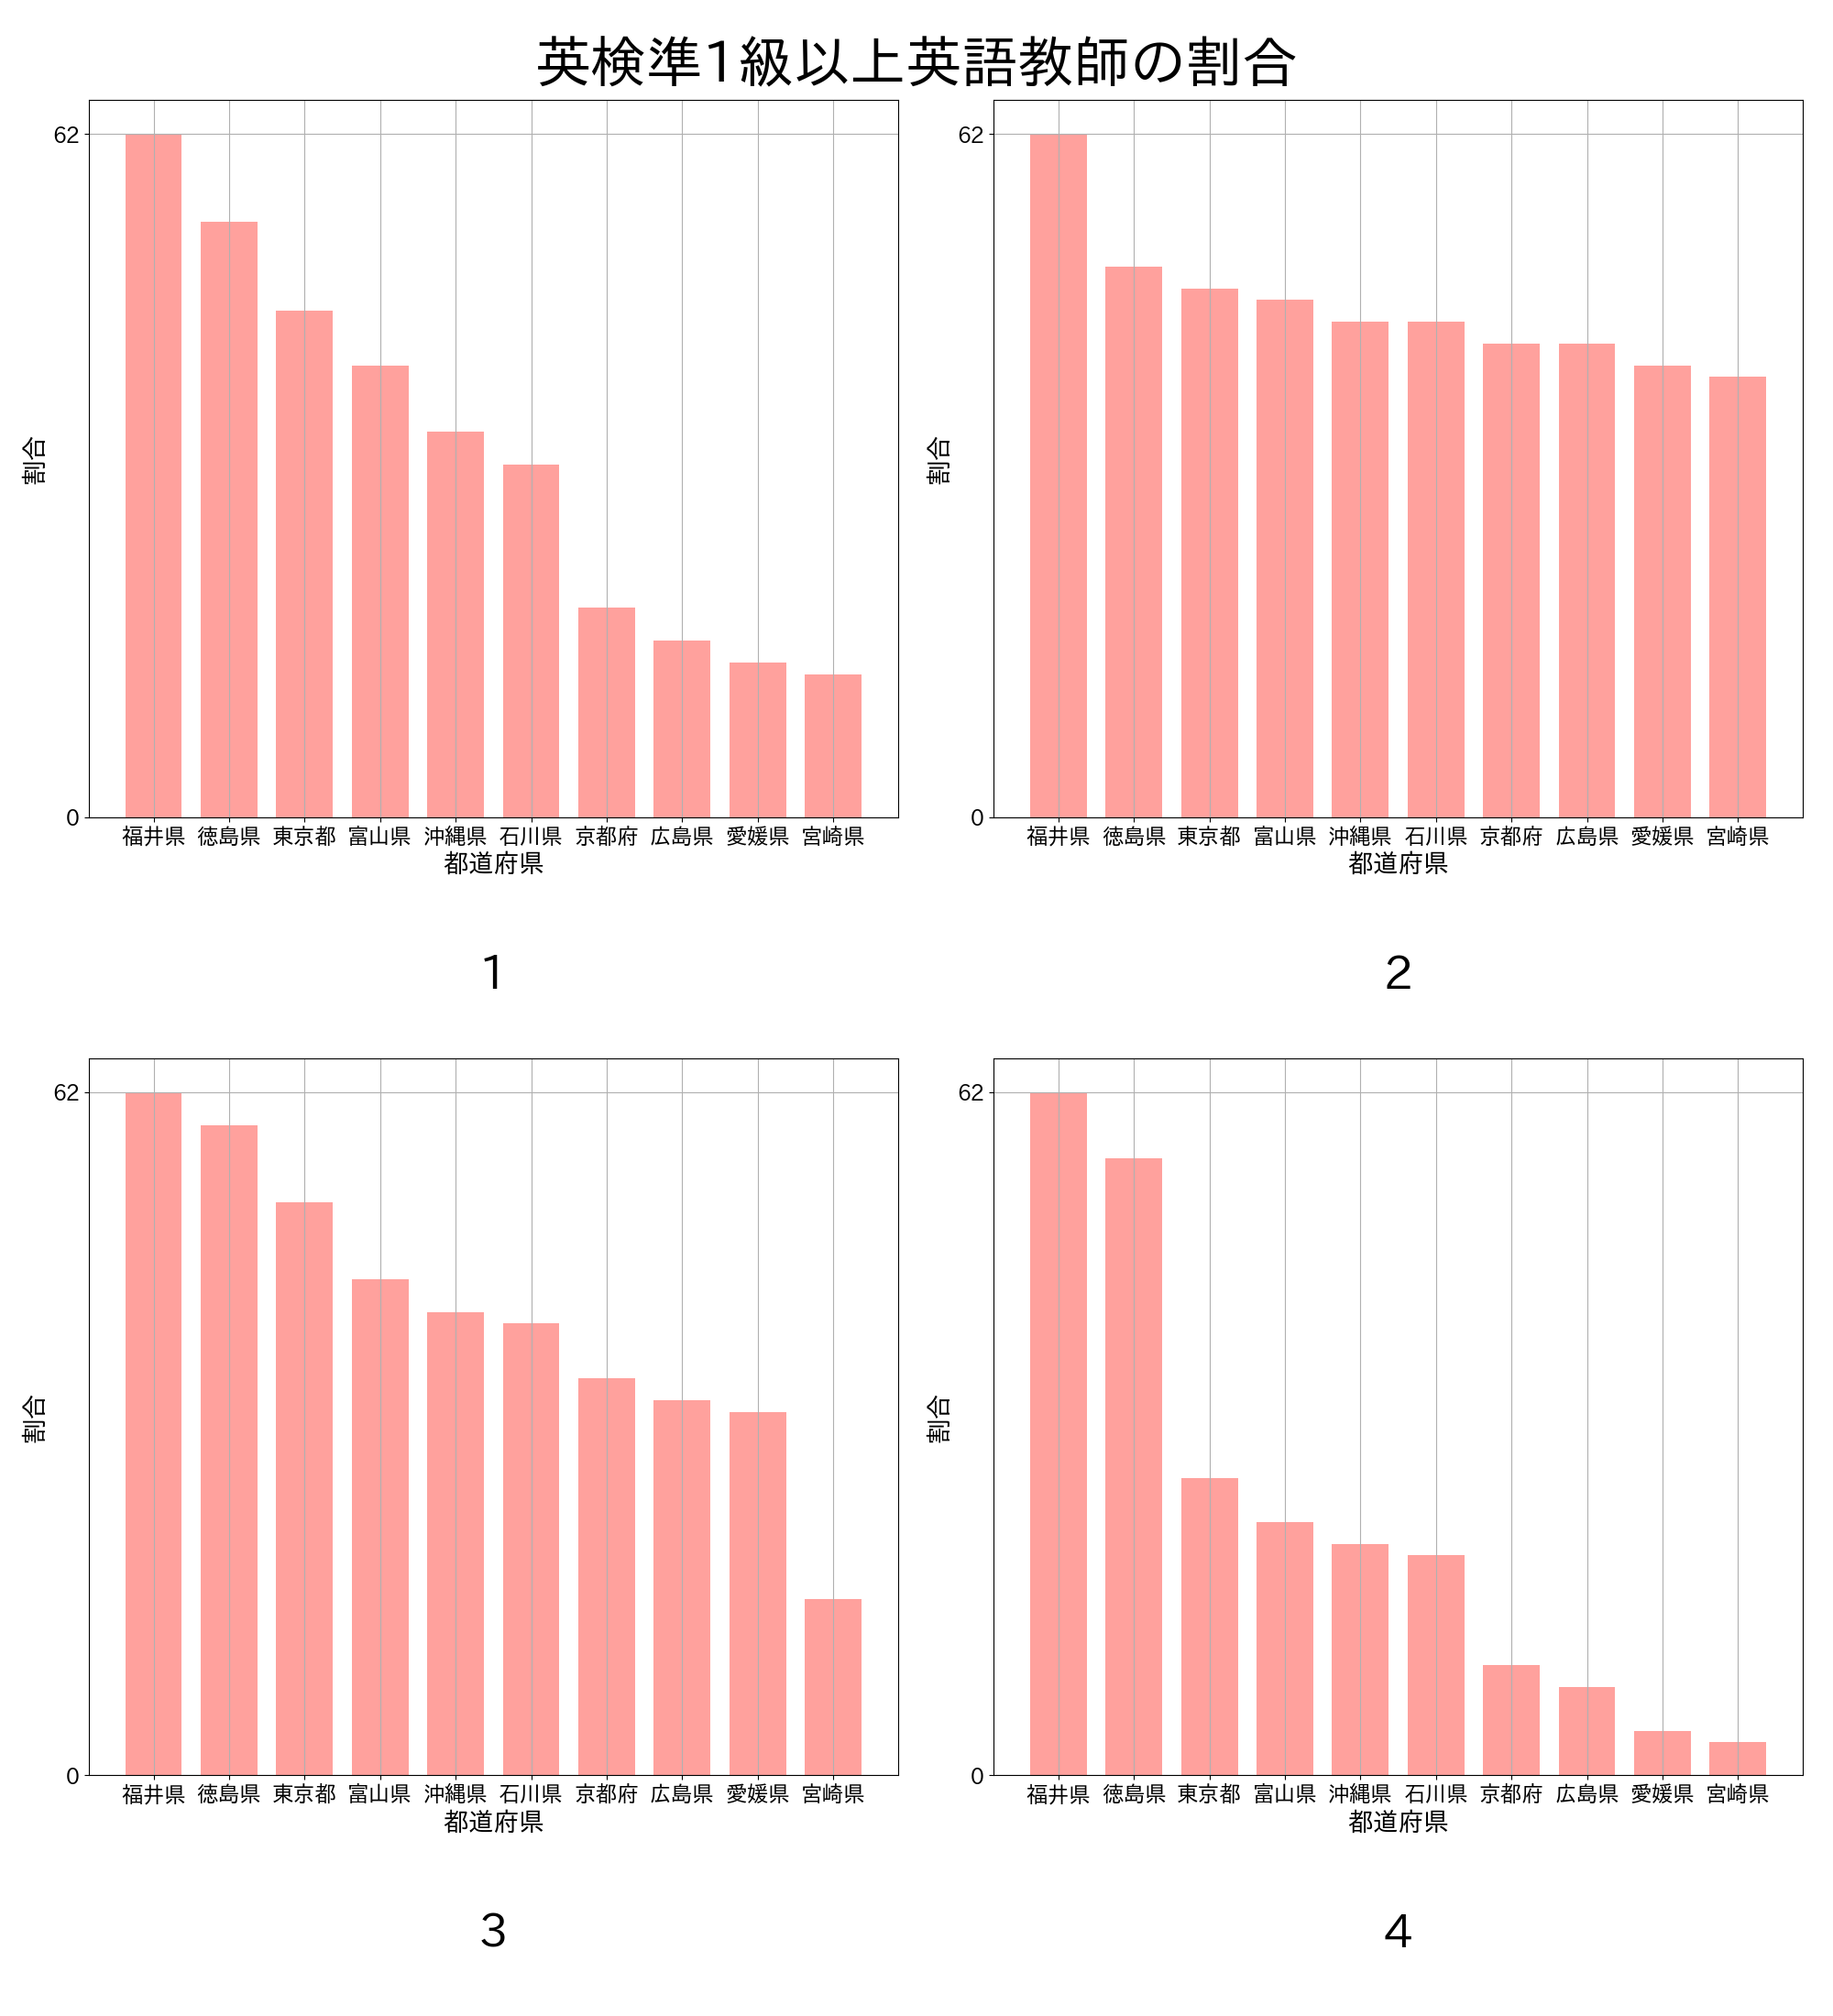 英検準1級以上英語教師の割合
62
0
割合
福井県 徳島県 東京都 富山県 沖縄県 石川県 京都府 広島県 愛媛県 宮崎県
都道府県
1
62
0
割合
福井県 徳島県 東京都 富山県 沖縄県 石川県 京都府 広島県 愛媛県 宮崎県
都道府県
2
62
0
割合
福井県 徳島県 東京都 富山県 沖縄県 石川県 京都府 広島県 愛媛県 宮崎県
都道府県
3
62
0
割合
福井県 徳島県 東京都 富山県 沖縄県 石川県 京都府 広島県 愛媛県 宮崎県
都道府県
4